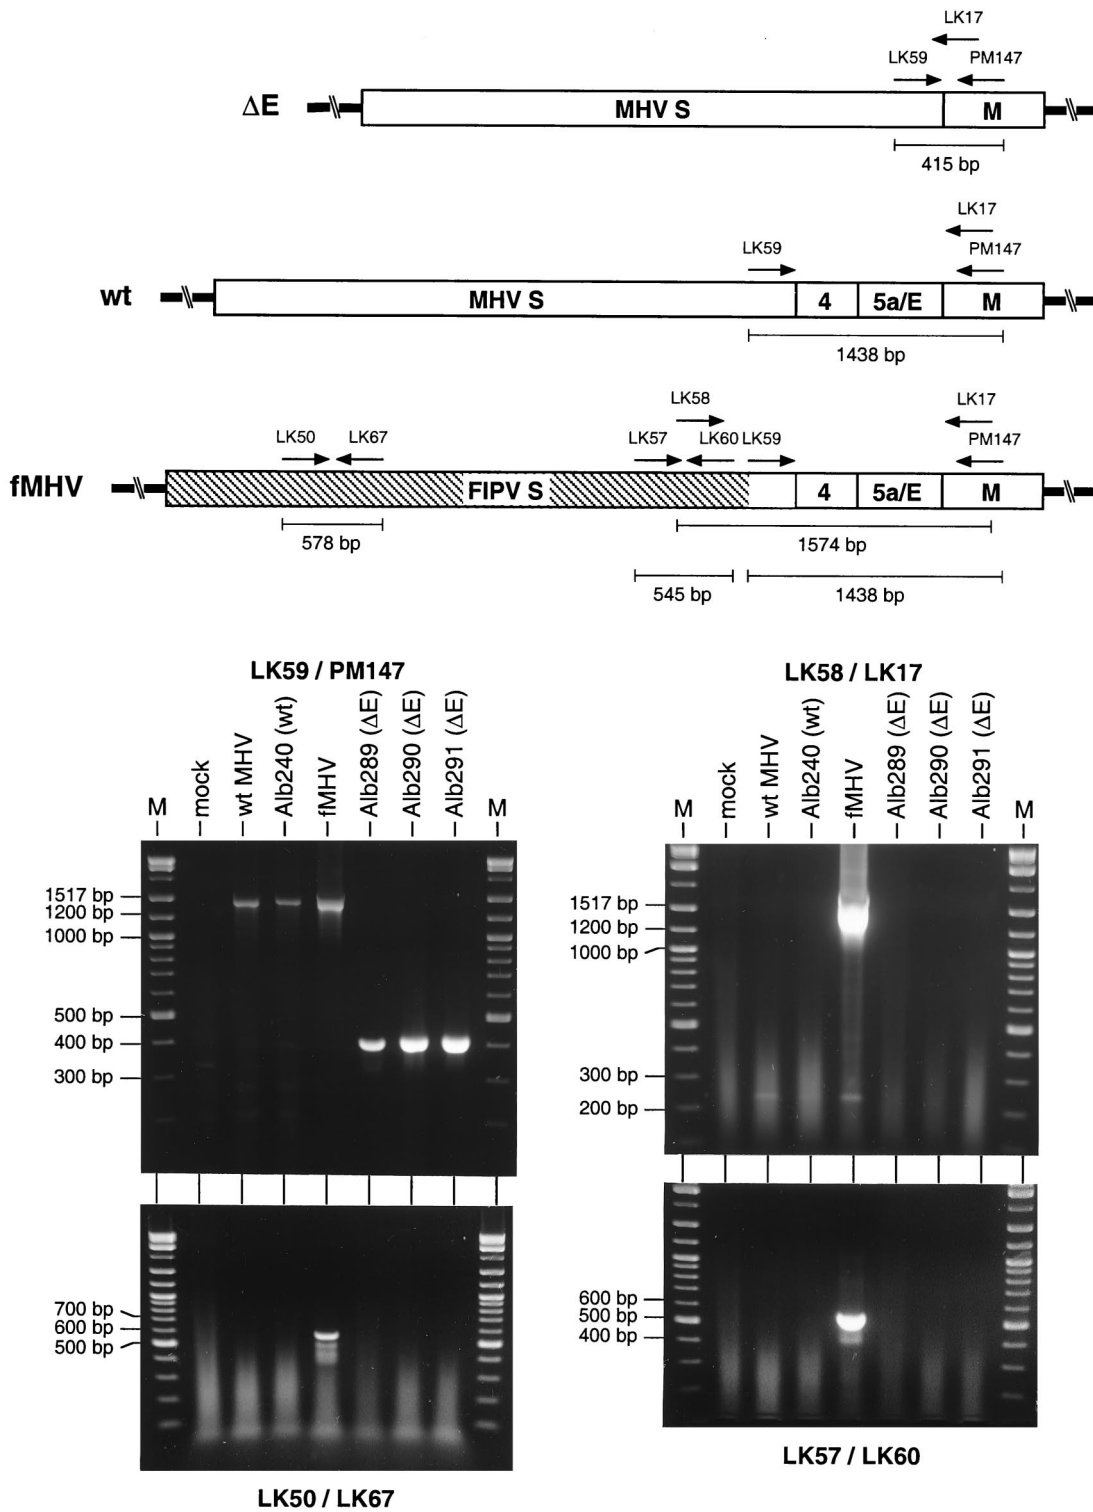 LK17
LK59 PM147
ΔE MHV S M
415 bp
LK17
LK59 PM147
wt MHV S 4 5a/E M
1438 bp
LK58 LK17
LK50 LK67 LK57 LK60 LK59 PM147
fMHV FIPV S 4 5a/E M
578 bp 1574 bp
545 bp 1438 bp
LK59 / PM147
M mock wt MHV Alb240 (wt) fMHV Alb289 (ΔE) Alb290 (ΔE) Alb291 (ΔE) M
1517 bp
1200 bp
1000 bp
500 bp
400 bp
300 bp
700 bp
600 bp
500 bp
LK50 / LK67
LK58 / LK17
M mock wt MHV Alb240 (wt) fMHV Alb289 (ΔE) Alb290 (ΔE) Alb291 (ΔE) M
1517 bp
1200 bp
1000 bp
300 bp
200 bp
600 bp
500 bp
400 bp
LK57 / LK60